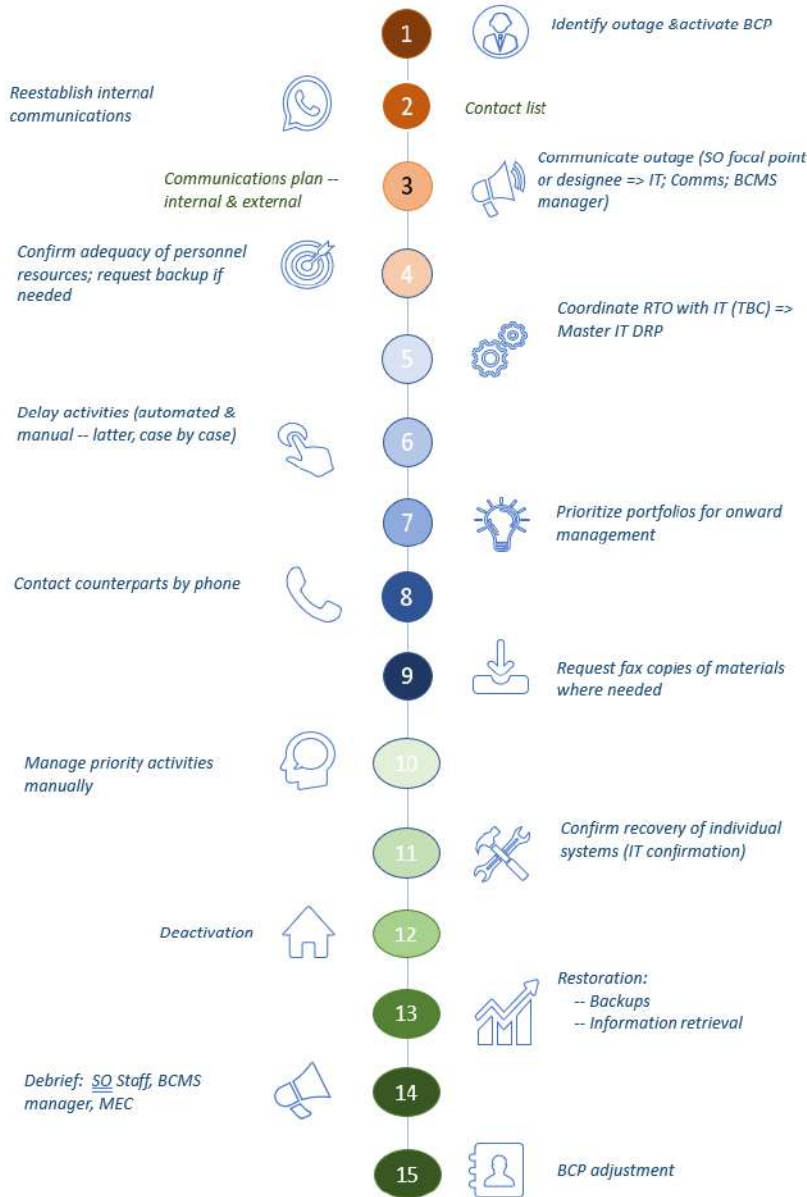 1
Identify outage &activate BCP
Reestablish internal
communications
2
Contact list
Communications plan --
internal & external
3
Communicate outage (SO focal point
or designee => IT; Comms; BCMS
manager)
Confirm adequacy of personnel
resources; request backup if
needed
4
Coordinate RTO with IT (TBC) =>
Master IT DRP
5
Delay activities (automated &
manual -- latter, case by case)
6
7
Prioritize portfolios for onward
management
Contact counterparts by phone
8
9
Request fax copies of materials
where needed
Manage priority activities
manually
10
11
Confirm recovery of individual
systems (IT confirmation)
Deactivation
12
13
Restoration:
-- Backups
-- Information retrieval
Debrief: SO Staff, BCMS
manager, MEC
14
15
BCP adjustment